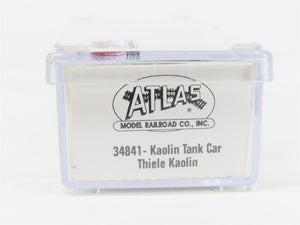 ATLAS
®
MODEL RAILROAD CO., INC.
34841- Kaolin Tank Car
Thiele Kaolin